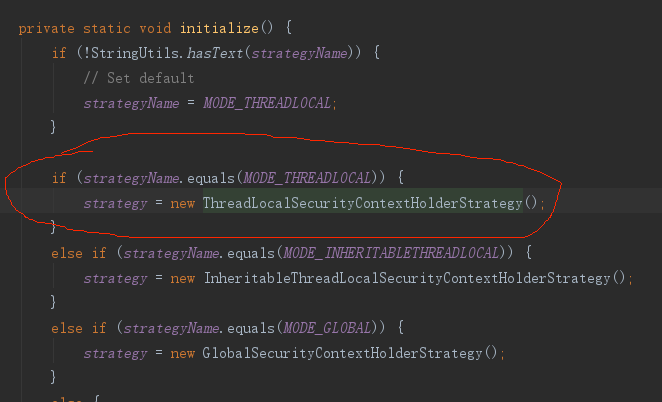 private static void initialize() {
if (!StringUtils.hasText(strategyName)) {
// Set default
strategyName = MODE_THREADLOCAL;
}
if (strategyName.equals(MODE_THREADLOCAL)) {
strategy = new ThreadLocalSecurityContextHolderStrategy();
}
else if (strategyName.equals(MODE_INHERITABLETHREADLOCAL)) {
strategy = new InheritableThreadLocalSecurityContextHolderStrategy();
}
else if (strategyName.equals(MODE_GLOBAL)) {
strategy = new GlobalSecurityContextHolderStrategy();
}
else {